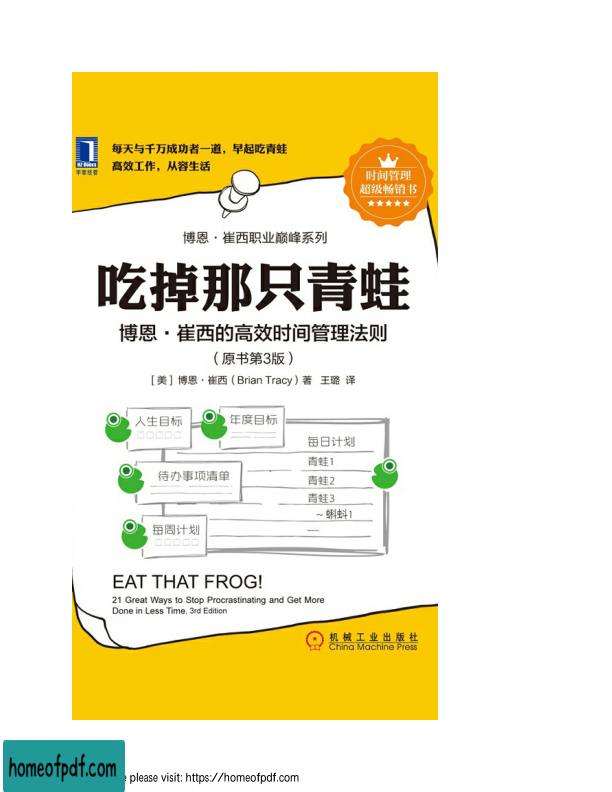 每天与千万成功者一道，早起吃青蛙
高效工作，从容生活
HZ Books
华章经管
时间管理
超级畅销书
博恩·崔西职业巅峰系列
吃掉那只青蛙
博恩·崔西的高效时间管理法则
（原书第3版）
［美］博恩·崔西（Brian Tracy）著 王璐 译
人生目标
年度目标
每日计划
青蛙1
待办事项清单
青蛙2
青蛙3
~蝌蚪1
每周计划
EAT THAT FROG!
21 Great Ways to Stop Procrastinating and Get More
Done in Less Time, 3rd Edition
机械工业出版社
China Machine Press
homeofpdf.com
please visit: https://homeofpdf.com